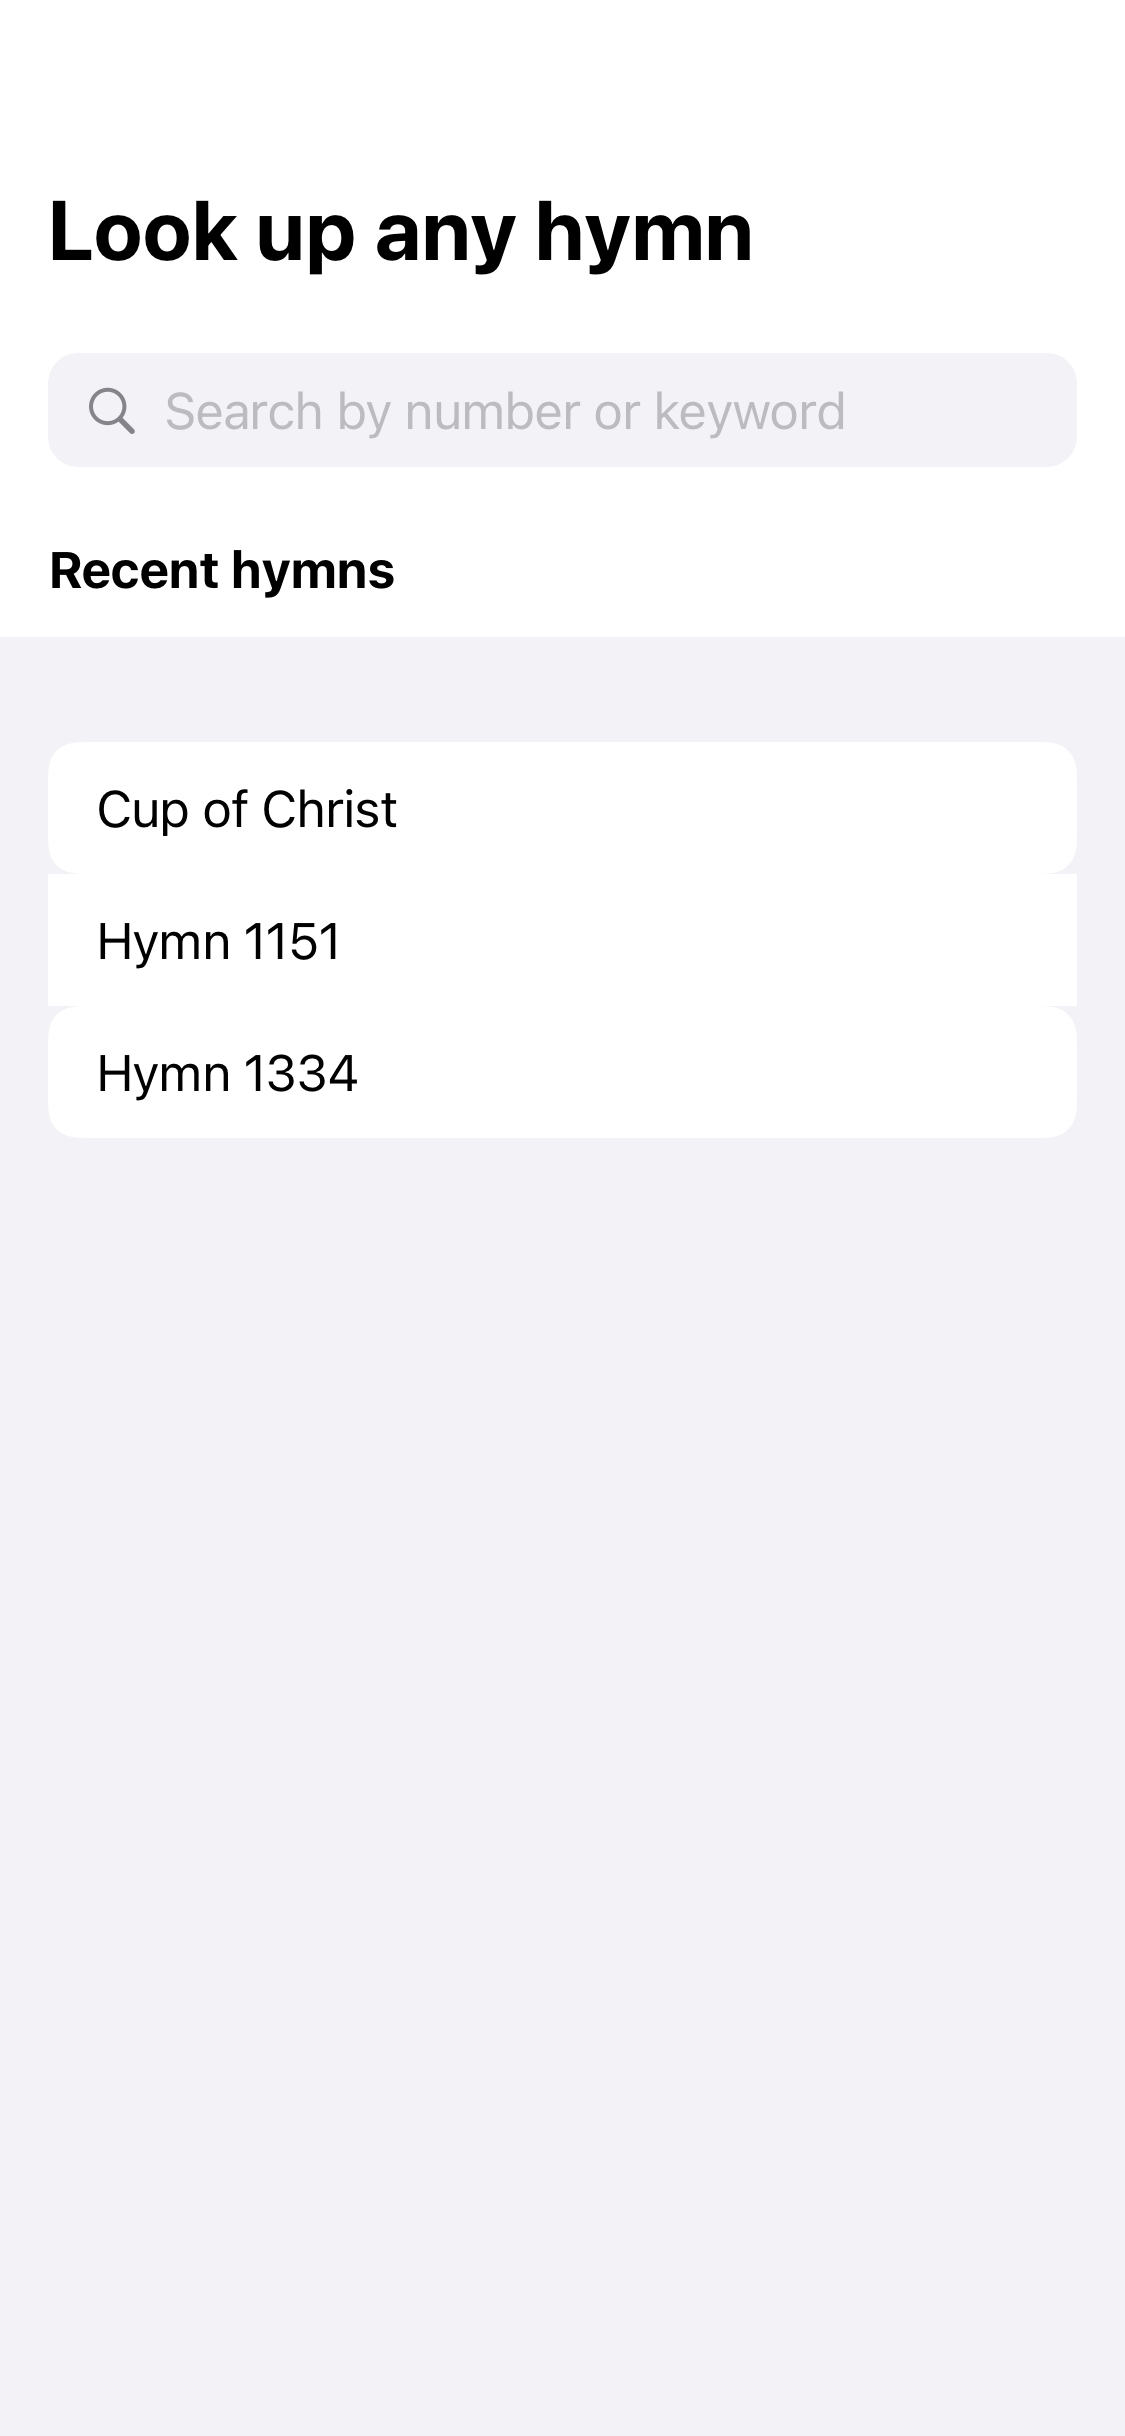 Look up any hymn
Search by number or keyword
Recent hymns
Cup of Christ
Hymn 1151
Hymn 1334